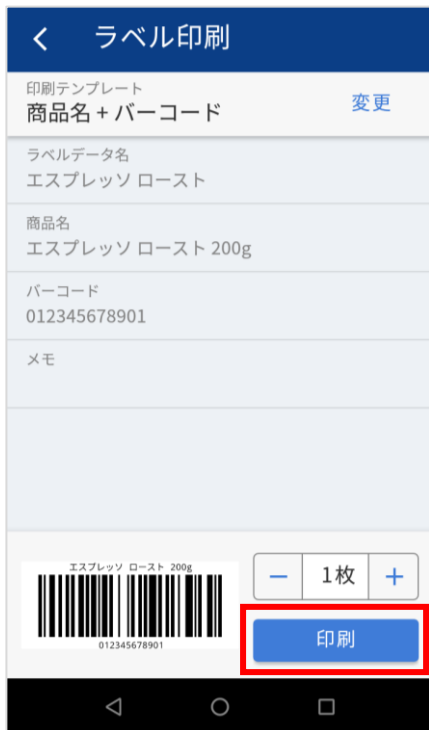 ラベル印刷
印刷テンプレート
商品名 + バーコード
変更
ラベルデータ名
エスプレッソ ロースト
商品名
エスプレッソ ロースト 200g
バーコード
012345678901
メモ
エスプレッソ ロースト 200g
012345678901
1枚
印刷